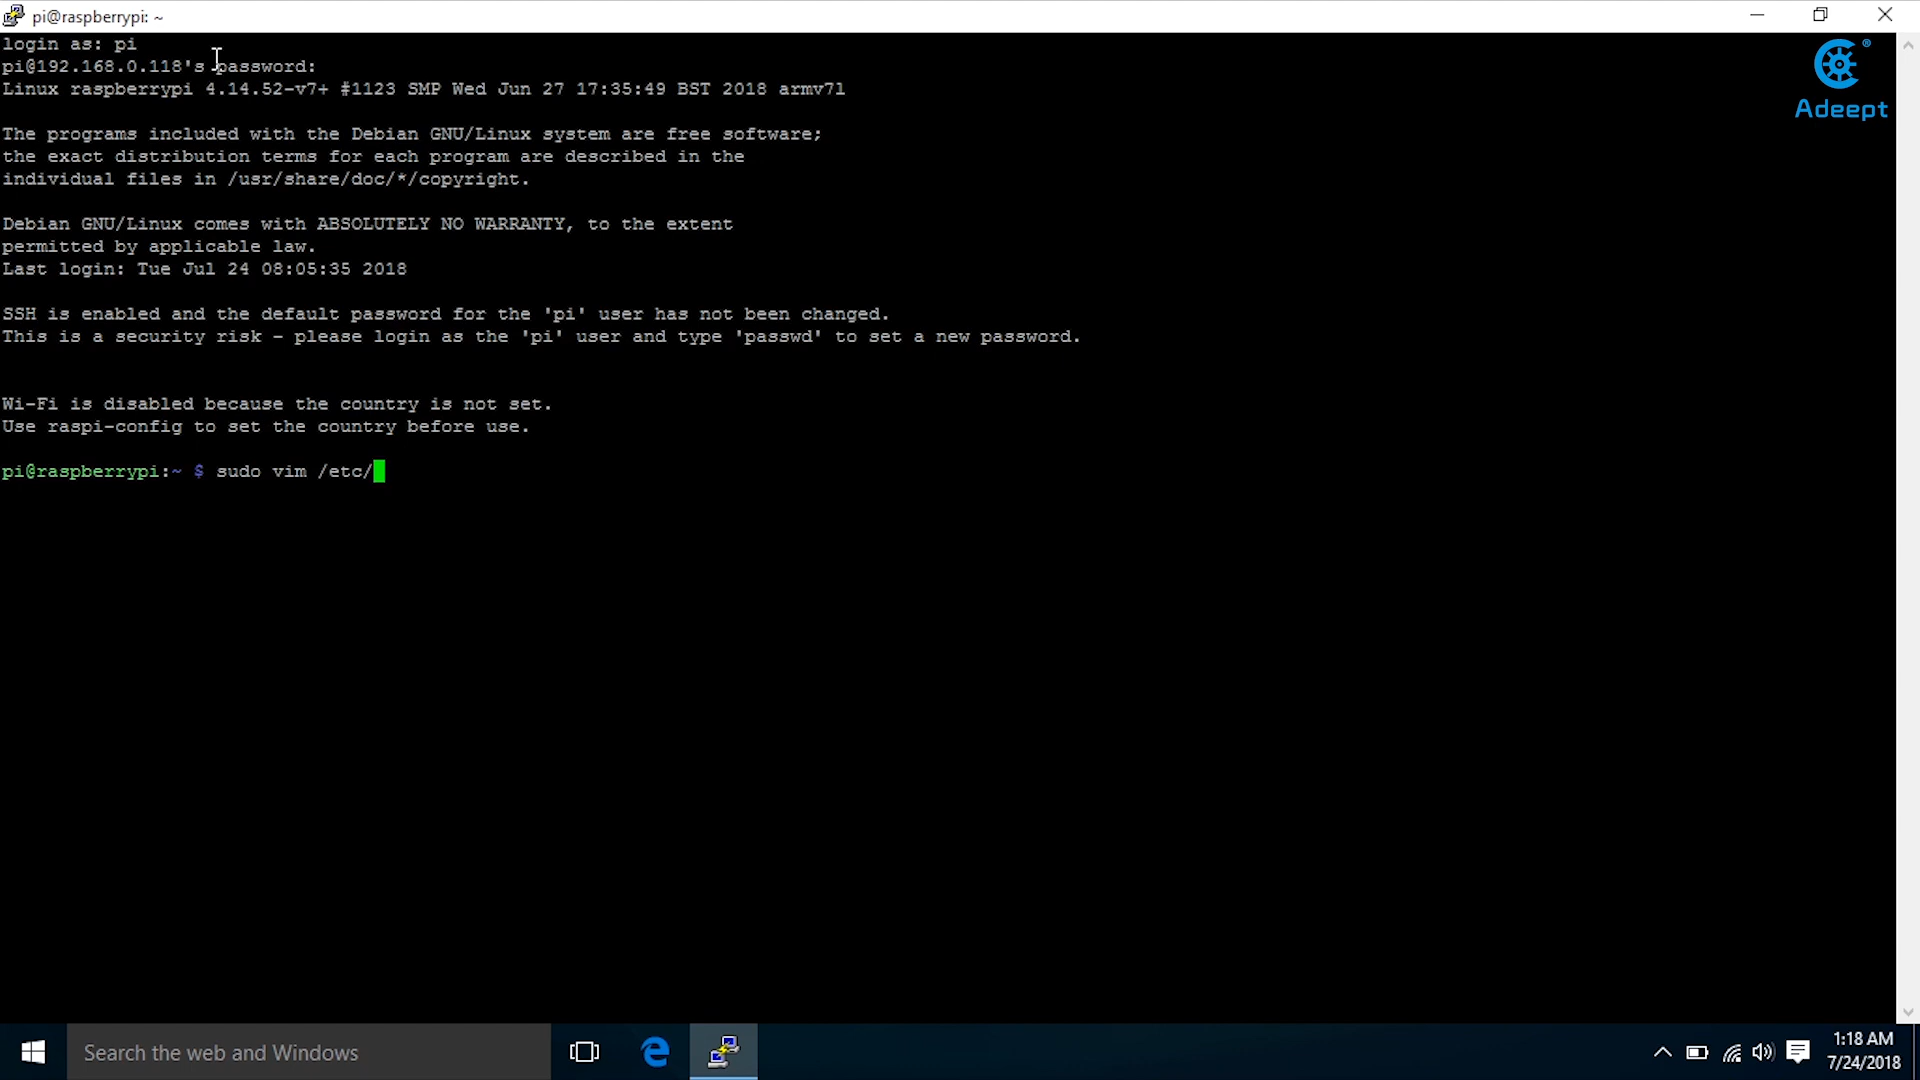 pi@raspberrypi: ~
login as: pi
pi@192.168.0.118's password:
Linux raspberrypi 4.14.52-v7+ #1123 SMP Wed Jun 27 17:35:49 BST 2018 armv7l
The programs included with the Debian GNU/Linux system are free software;
the exact distribution terms for each program are described in the
individual files in /usr/share/doc/*/copyright.
Debian GNU/Linux comes with ABSOLUTELY NO WARRANTY, to the extent
permitted by applicable law.
Last login: Tue Jul 24 08:05:35 2018
SSH is enabled and the default password for the 'pi' user has not been changed.
This is a security risk - please login as the 'pi' user and type 'passwd' to set a new password.
Wi-Fi is disabled because the country is not set.
Use raspi-config to set the country before use.
pi@raspberrypi:~ $ sudo vim /etc/
Adeept®
Search the web and Windows
1:18 AM
7/24/2018